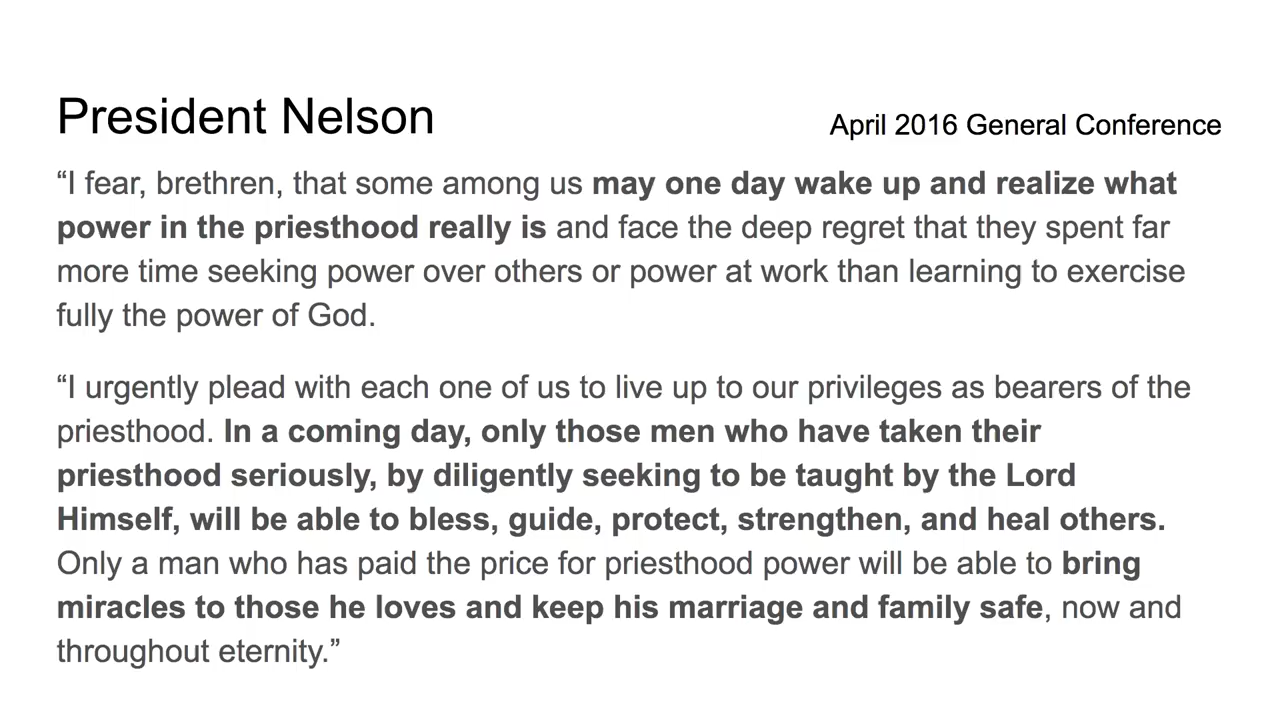 President Nelson
April 2016 General Conference
“I fear, brethren, that some among us may one day wake up and realize what
power in the priesthood really is and face the deep regret that they spent far
more time seeking power over others or power at work than learning to exercise
fully the power of God.
“I urgently plead with each one of us to live up to our privileges as bearers of the
priesthood. In a coming day, only those men who have taken their
priesthood seriously, by diligently seeking to be taught by the Lord
Himself, will be able to bless, guide, protect, strengthen, and heal others.
Only a man who has paid the price for priesthood power will be able to bring
miracles to those he loves and keep his marriage and family safe, now and
throughout eternity.”